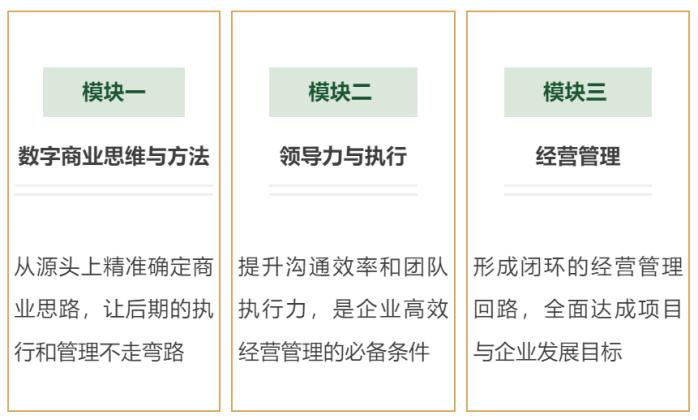 模块一
数字商业思维与方法
从源头上精准确定商
业思路，让后期的执
行和管理不走弯路
模块二
领导力与执行
提升沟通效率和团队
执行力，是企业高效
经营管理的必备条件
模块三
经营管理
形成闭环的经营管理
回路，全面达成项目
与企业发展目标